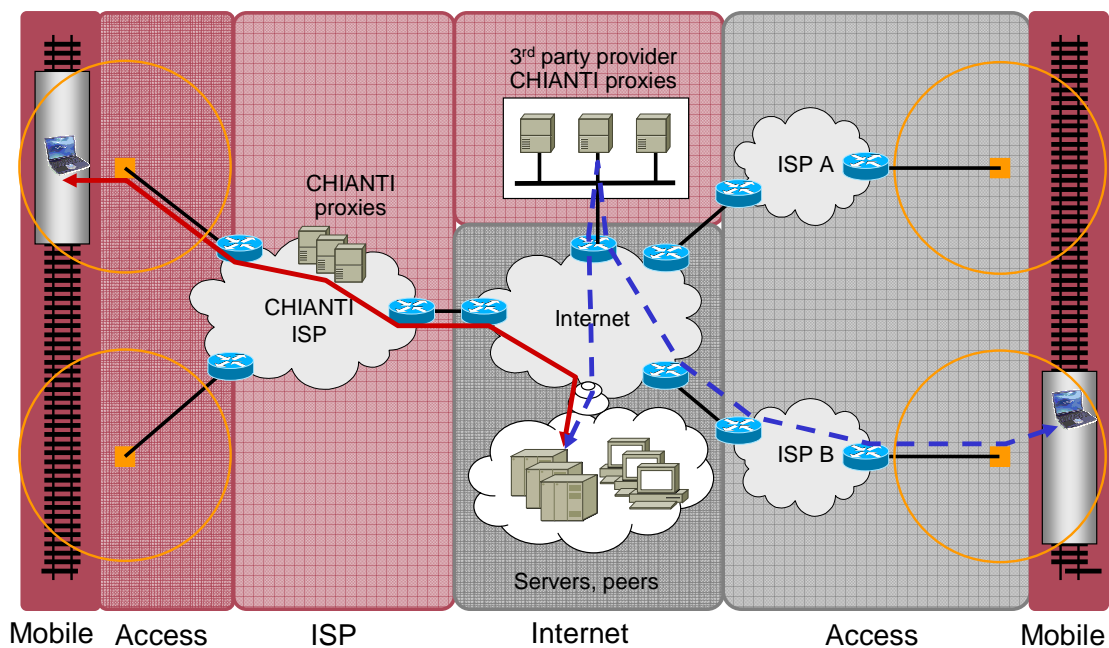 3rd party provider
CHIANTI proxies
ISP A
CHIANTI
proxies
CHIANTI
ISP
Internet
ISP B
Servers, peers
Mobile
Access
ISP
Internet
Access
Mobile